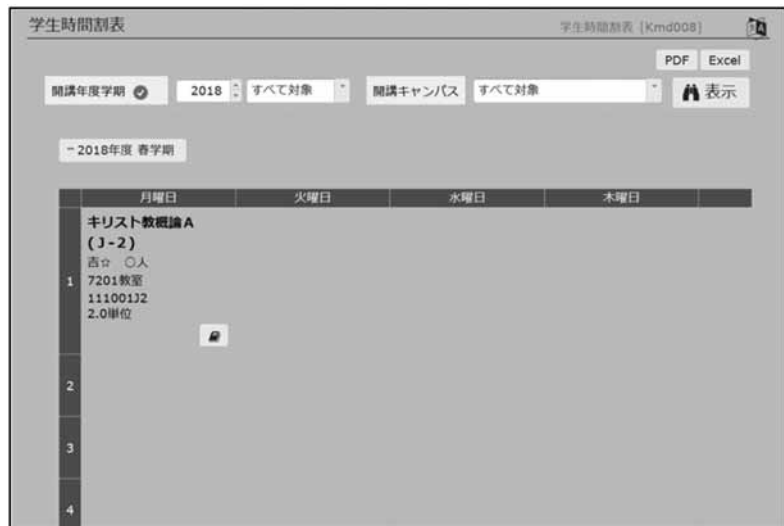 学生時間割表
学生時間割表 [Kmd008]
PDF Excel
開講年度学期 2018 すべて対象 開講キャンパス すべて対象 表示
-2018年度 春学期
月曜日 火曜日 水曜日 木曜日
キリスト教概論A
(J-2)
吉☆ 〇人
1 7201教室
111001J2
2.0単位
2
3
4